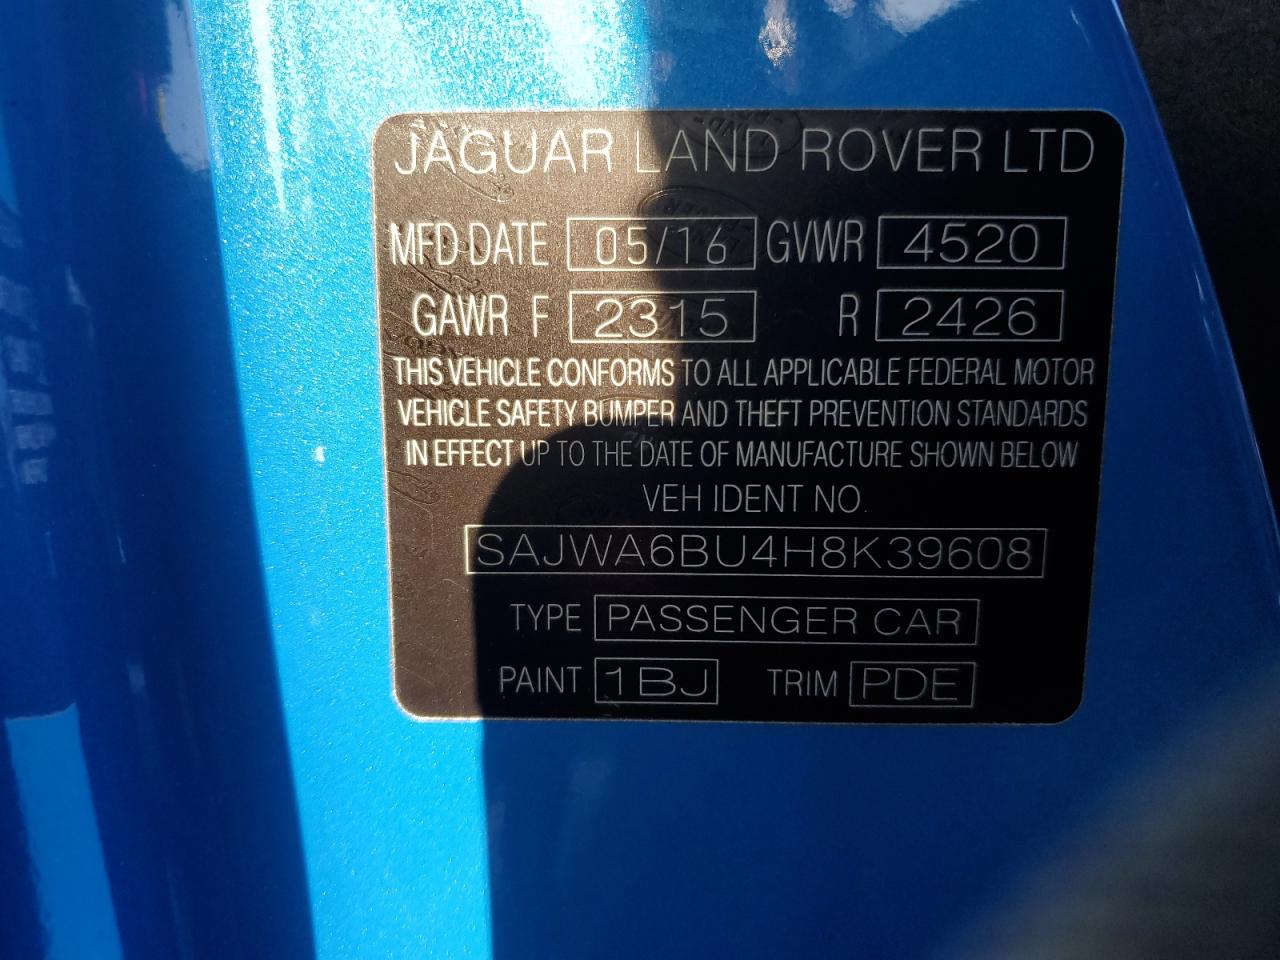 JAGUAR LAND ROVER LTD
MFD DATE 05/16 GVWR 4520
GAWR F 2315 R 2426
THIS VEHICLE CONFORMS TO ALL APPLICABLE FEDERAL MOTOR
VEHICLE SAFETY BUMPER AND THEFT PREVENTION STANDARDS
IN EFFECT UP TO THE DATE OF MANUFACTURE SHOWN BELOW
VEH IDENT NO.
SAJWA6BU4H8K39608
TYPE PASSENGER CAR
PAINT 1BJ TRIM PDE